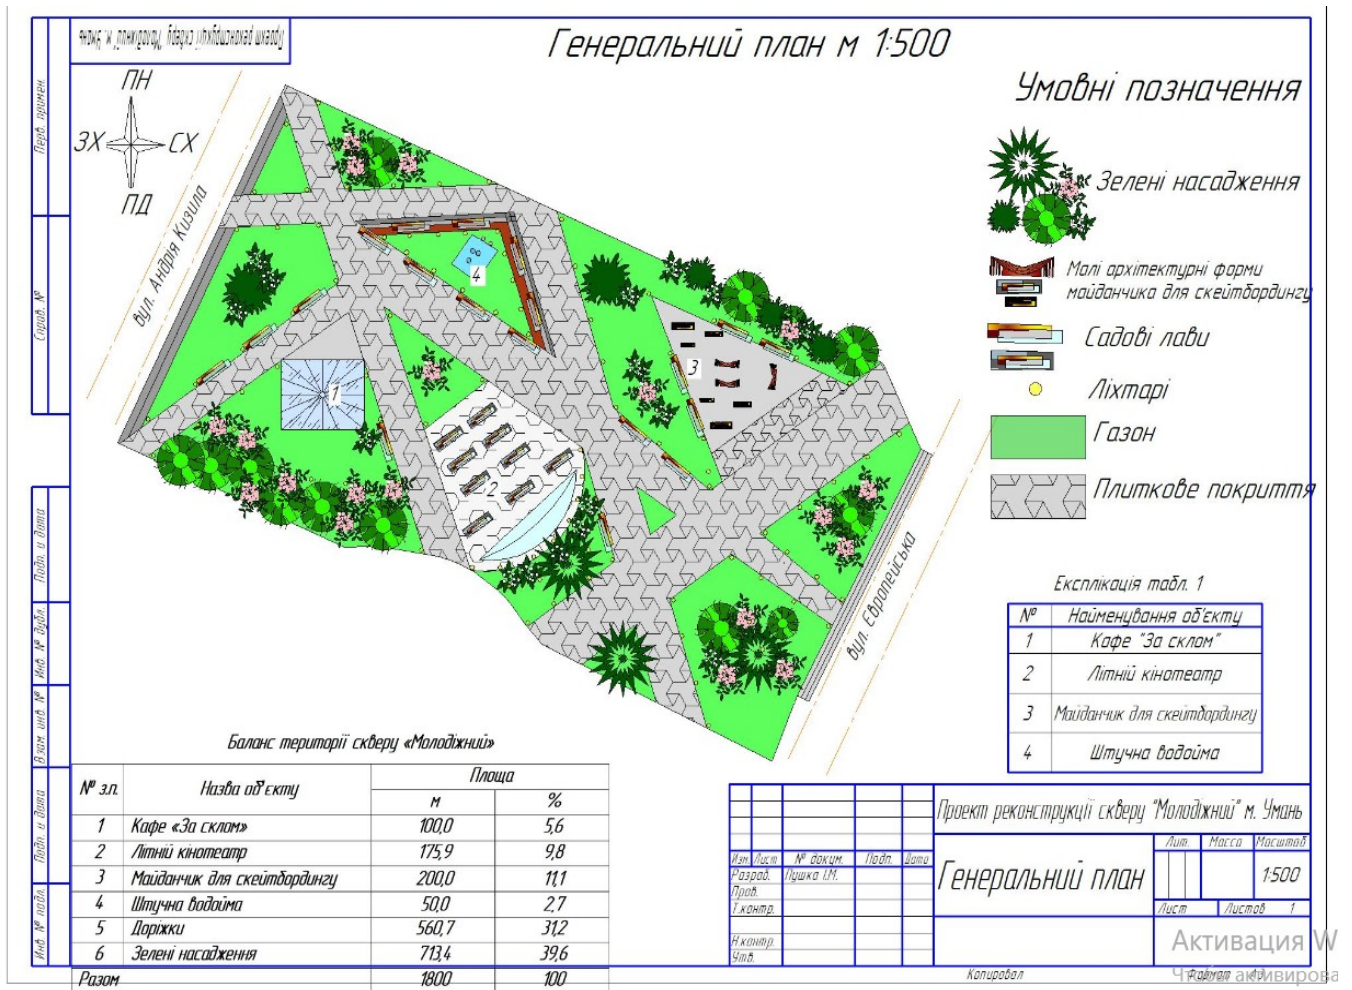 Проект реконструкції скверу "Молодіжний" м. Умань
Генеральний план м 1:500
ПН
ЗХ
СХ
ПД
вул. Андрія Кизила
вул. Європейська
1
2
3
4
Умовні позначення
Зелені насадження
Малі архітектурні форми
майданчика для скейтбордингу
Садові лави
Ліхтарі
Газон
Плиткове покриття
Експлікація табл. 1
№ Найменування об'єкту
1 Кафе "За склом"
2 Літній кінотеатр
3 Майданчик для скейтбордингу
4 Штучна водойма
Баланс території скверу «Молодіжний»
№ з.п. Назва об'єкту Площа
м %
1 Кафе «За склом» 100,0 5,6
2 Літній кінотеатр 175,9 9,8
3 Майданчик для скейтбордингу 200,0 11,1
4 Штучна водойма 50,0 2,7
5 Доріжки 560,7 31,2
6 Зелені насадження 713,4 39,6
Разом 1800 100
Перв. примен.
Справ. №
Подп. и дата
Инв. № дубл.
Взам. инв. №
Подп. и дата
Инв. № подл.
Проект реконструкції скверу "Молодіжний" м. Умань
Генеральний план
Лит. Масса Масштаб
1:500
Лист Листов 1
Изм. Лист № докум. Подп. Дата
Разраб. Пушка І.М.
Пров.
Т.контр.
Н.контр.
Утв.
Копировал
Формат
Активация W
Чтобы активирова